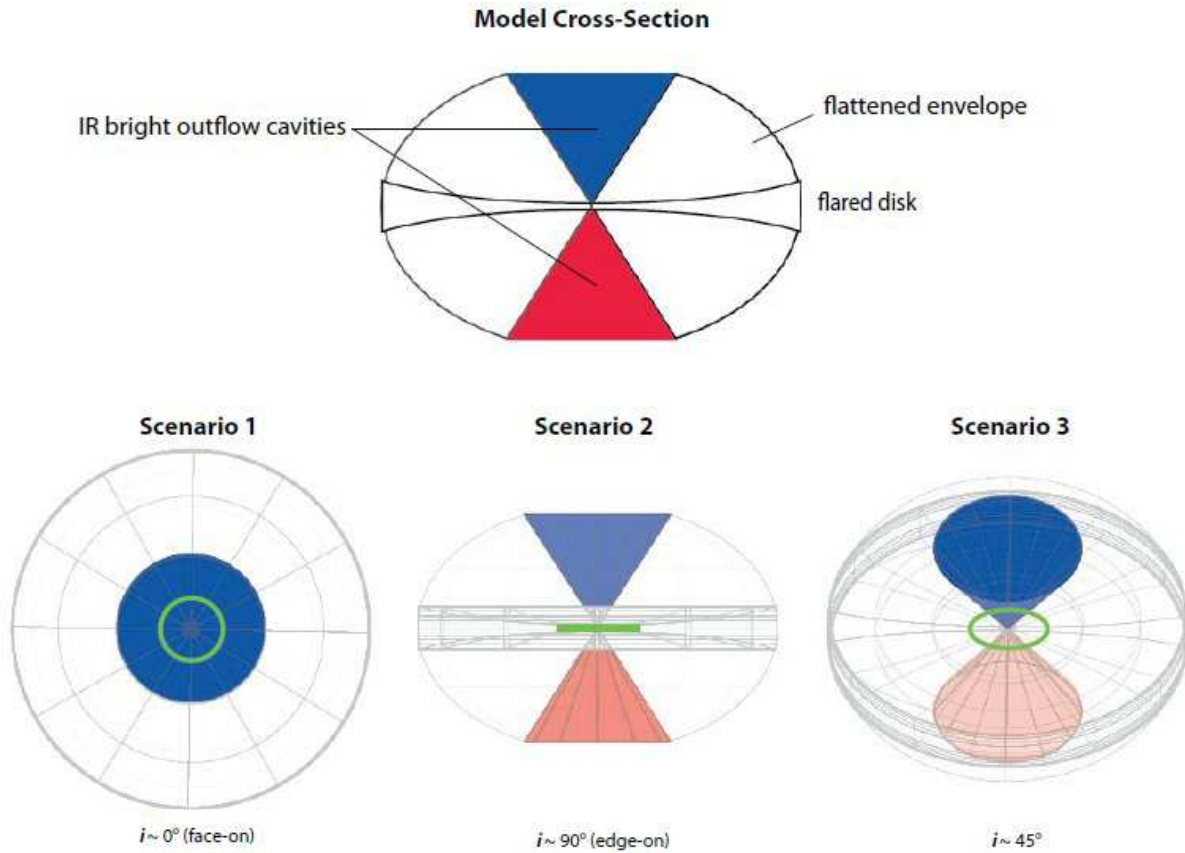 Model Cross-Section
IR bright outflow cavities
flattened envelope
flared disk
Scenario 1
Scenario 2
Scenario 3
i ~ 0° (face-on)
i ~ 90° (edge-on)
i ~ 45°